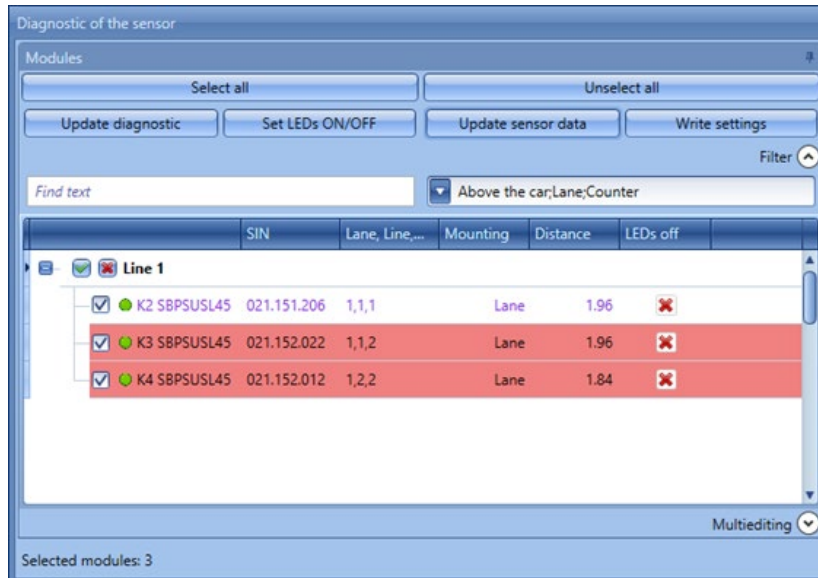 Diagnostic of the sensor
Modules
Select all Unselect all
Update diagnostic Set LEDs ON/OFF Update sensor data Write settings
Filter
Find text Above the car;Lane;Counter
SIN Lane, Line,... Mounting Distance LEDs off
Line 1
K2 SBPSUSL45 021.151.206 1,1,1 Lane 1.96
K3 SBPSUSL45 021.152.022 1,1,2 Lane 1.96
K4 SBPSUSL45 021.152.012 1,2,2 Lane 1.84
Multiediting
Selected modules: 3